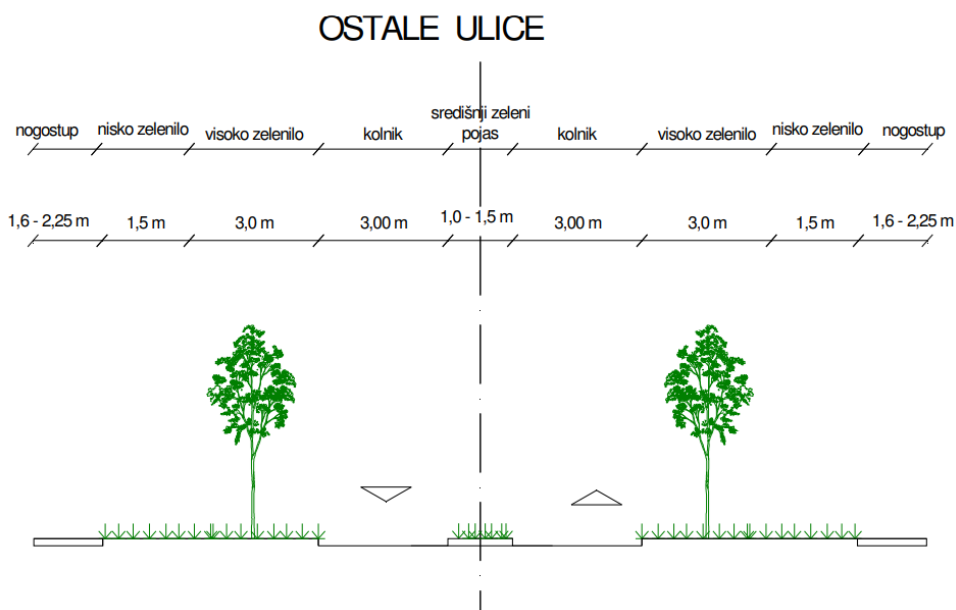 OSTALE ULICE
nogostup nisko zelenilo visoko zelenilo kolnik središnji zeleni pojas kolnik visoko zelenilo nisko zelenilo nogostup
1,6 - 2,25 m 1,5 m 3,0 m 3,00 m 1,0 - 1,5 m 3,00 m 3,0 m 1,5 m 1,6 - 2,25 m